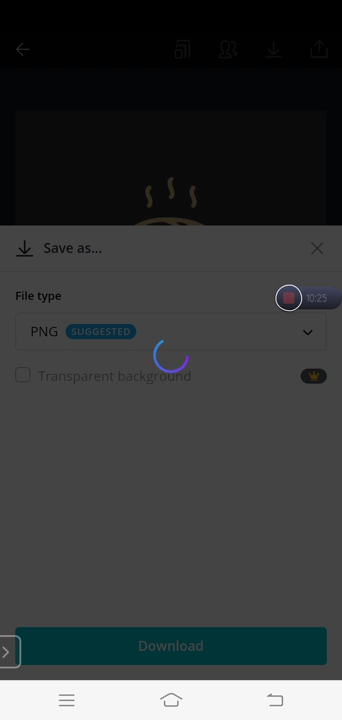 Save as...
File type
10:25
PNG SUGGESTED
Transparent background
Download